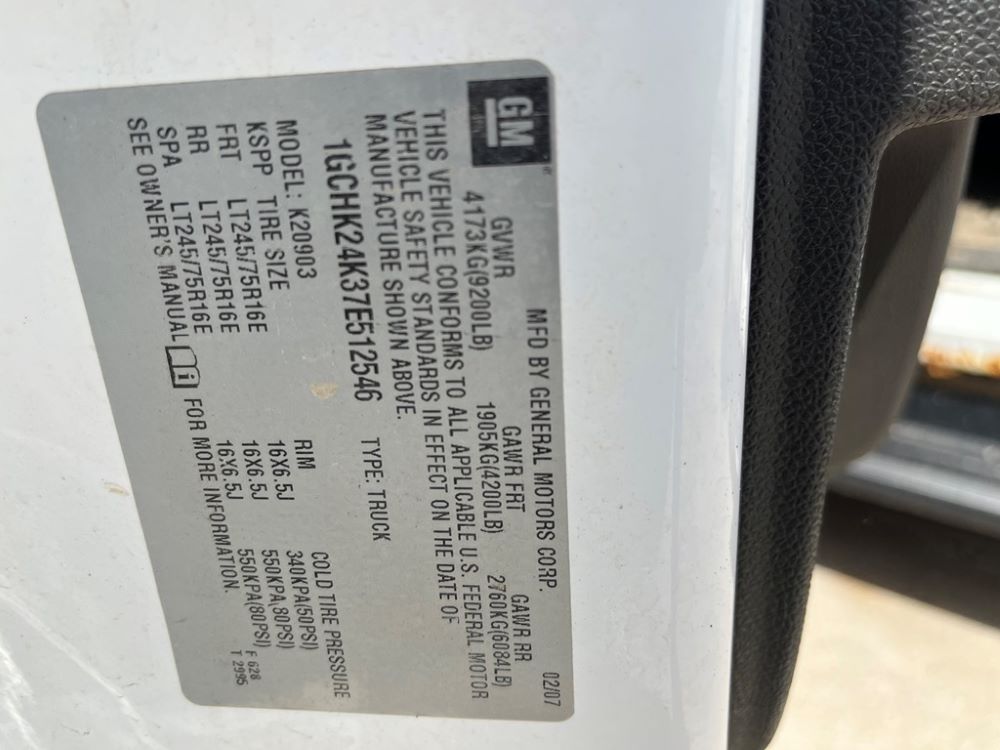 GM
MFD BY GENERAL MOTORS CORP. 02/07
GVWR GAWR FRT GAWR RR
4173KG(9200LB) 1905KG(4200LB) 2760KG(6084LB)
THIS VEHICLE CONFORMS TO ALL APPLICABLE U.S. FEDERAL MOTOR
VEHICLE SAFETY STANDARDS IN EFFECT ON THE DATE OF
MANUFACTURE SHOWN ABOVE.
1GCHK24K37E512546 TYPE: TRUCK
MODEL: K20903
KSPP TIRE SIZE RIM COLD TIRE PRESSURE
FRT LT245/75R16E 16X6.5J 340KPA(50PSI)
RR LT245/75R16E 16X6.5J 550KPA(80PSI)
SPA LT245/75R16E 16X6.5J 550KPA(80PSI)
SEE OWNER'S MANUAL i FOR MORE INFORMATION.
F 628
T 2995